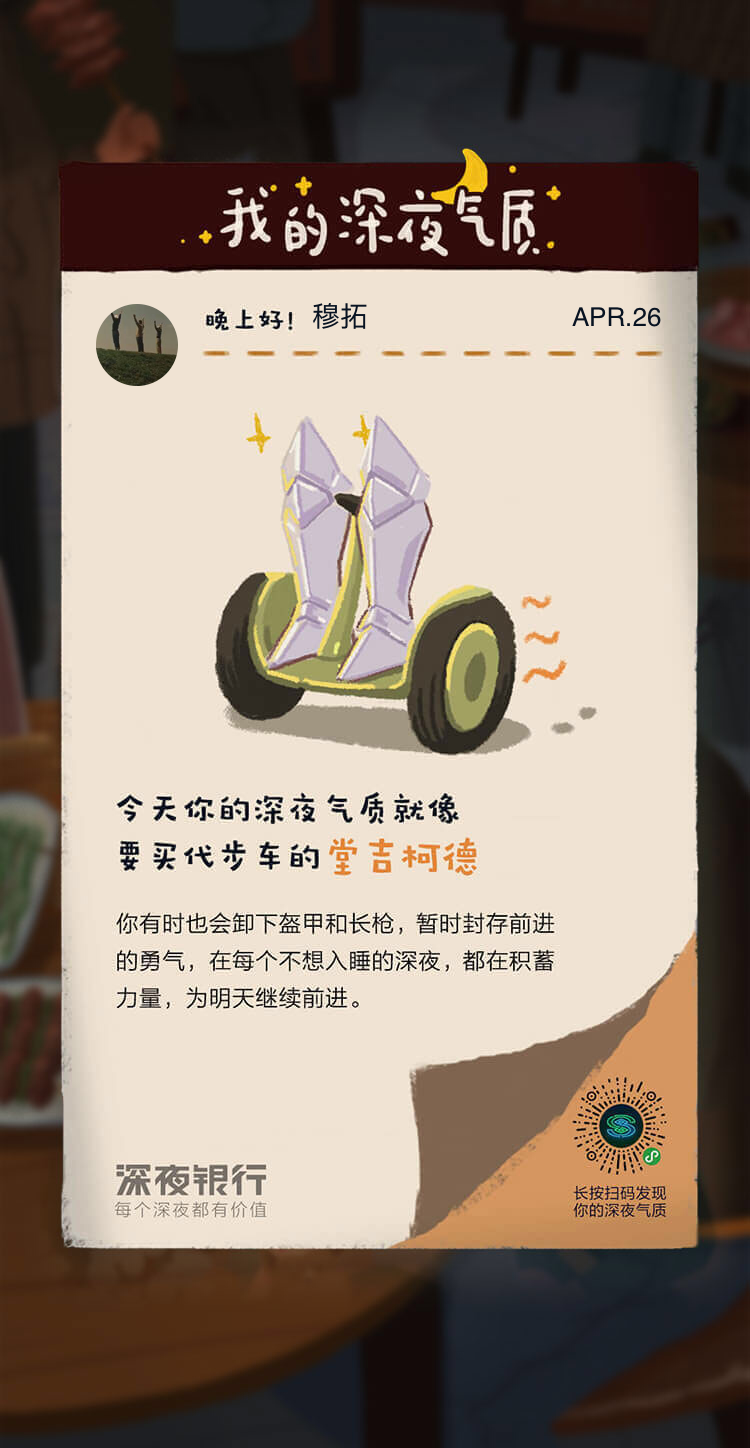 我的深夜气质
晚上好! 穆拓
APR.26
今天你的深夜气质就像
要买代步车的堂吉柯德
你有时也会卸下盔甲和长枪，暂时封存前进
的勇气，在每个不想入睡的深夜，都在积蓄
力量，为明天继续前进。
深夜银行
每个深夜都有价值
长按扫码发现
你的深夜气质